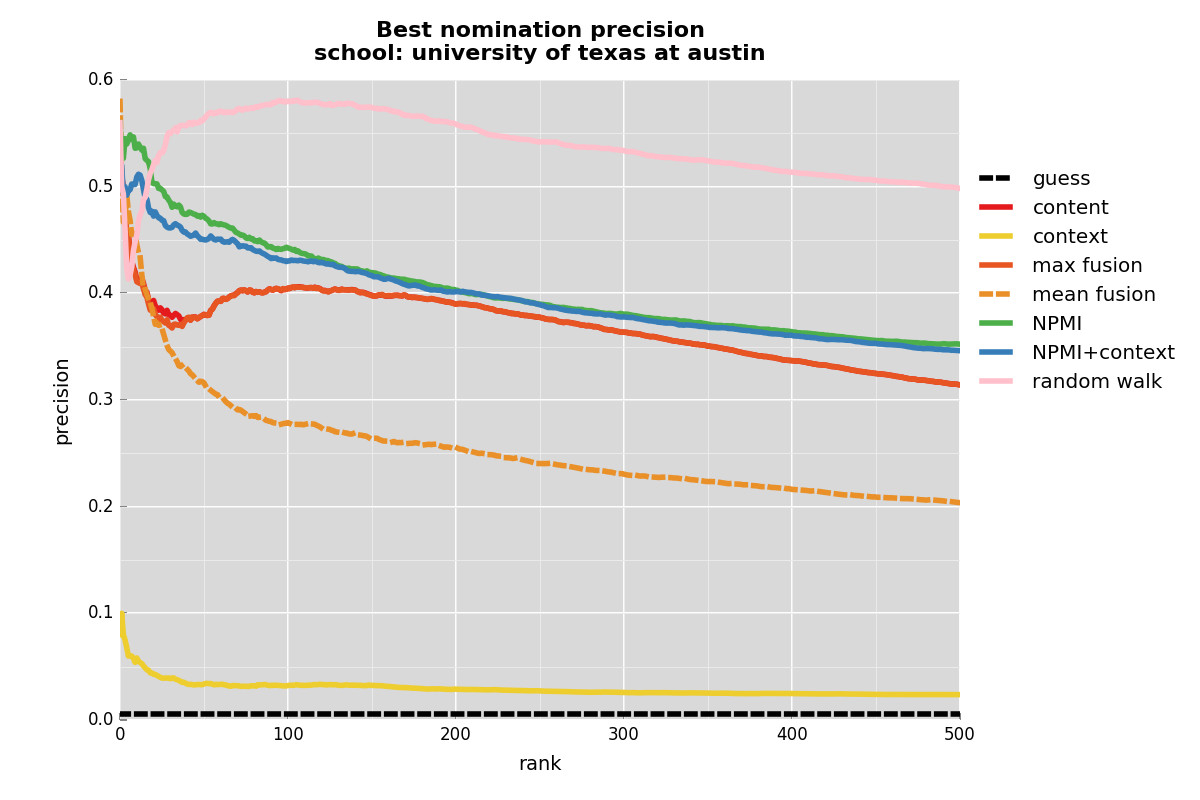 Best nomination precision
school: university of texas at austin
0.6
0.5
0.4
0.3
0.2
0.1
0.0
precision
0
100
200
300
400
500
rank
guess
content
context
max fusion
mean fusion
NPMI
NPMI+context
random walk